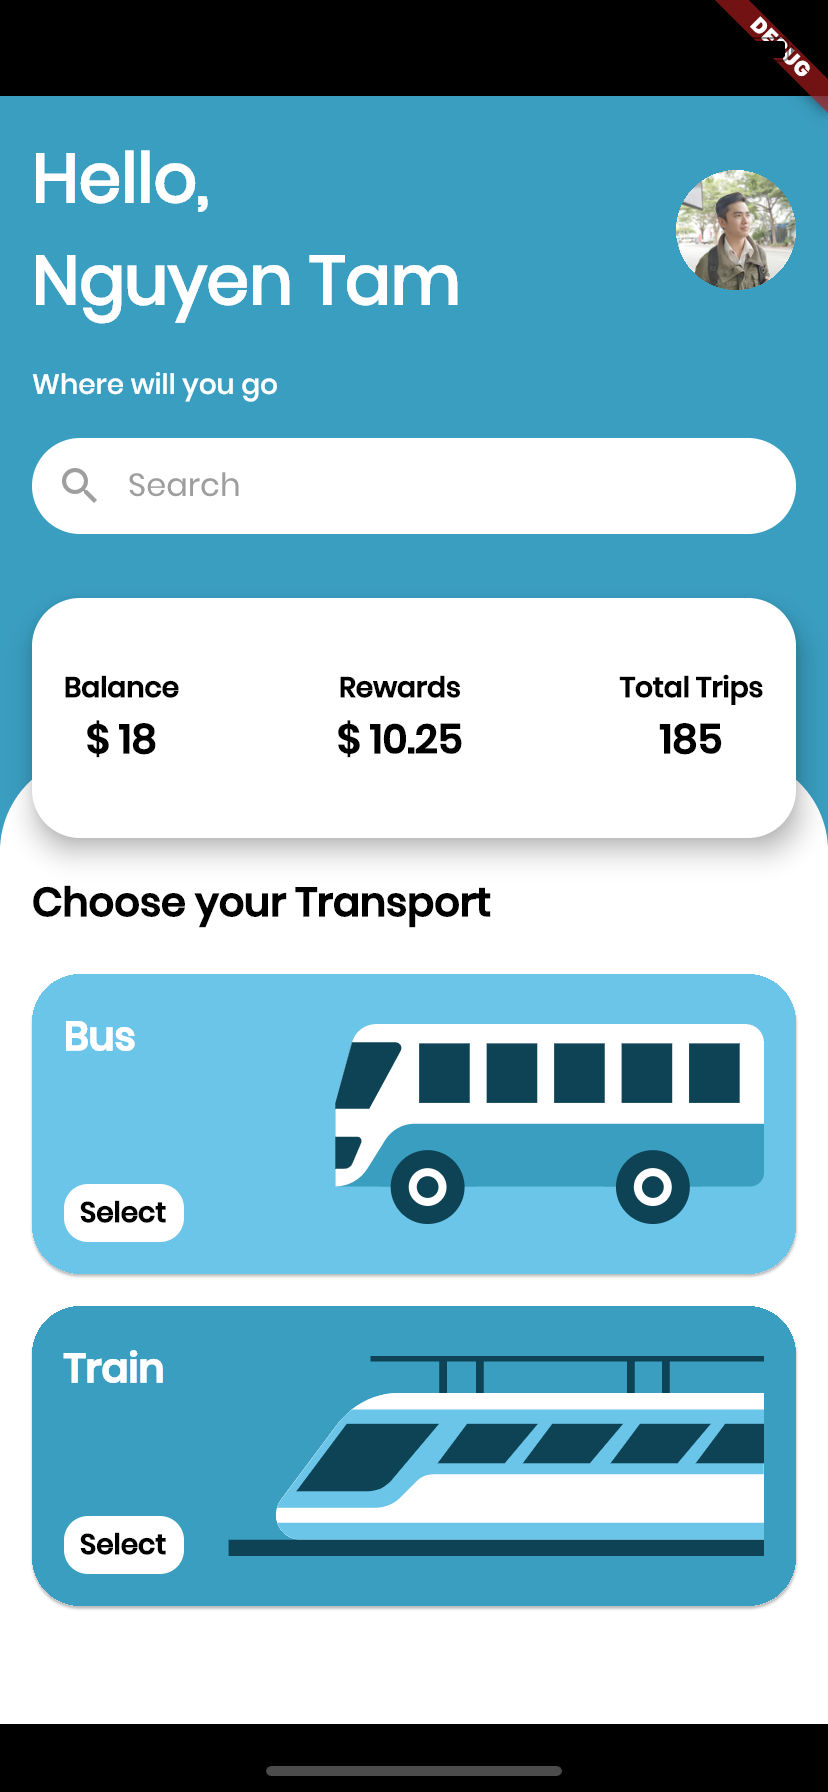 DEBUG
Hello,
Nguyen Tam
Where will you go
Search
Balance
Rewards
Total Trips
$ 18
$ 10.25
185
Choose your Transport
Bus
Select
Train
Select